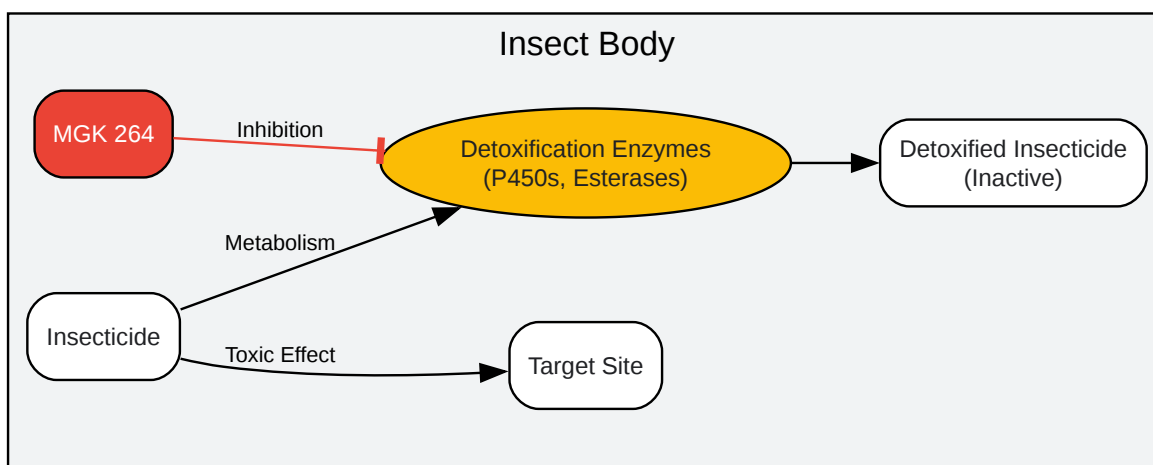 Insect Body
MGK 264
Inhibition
Detoxification Enzymes
(P450s, Esterases)
Detoxified Insecticide
(Inactive)
Metabolism
Insecticide
Toxic Effect
Target Site